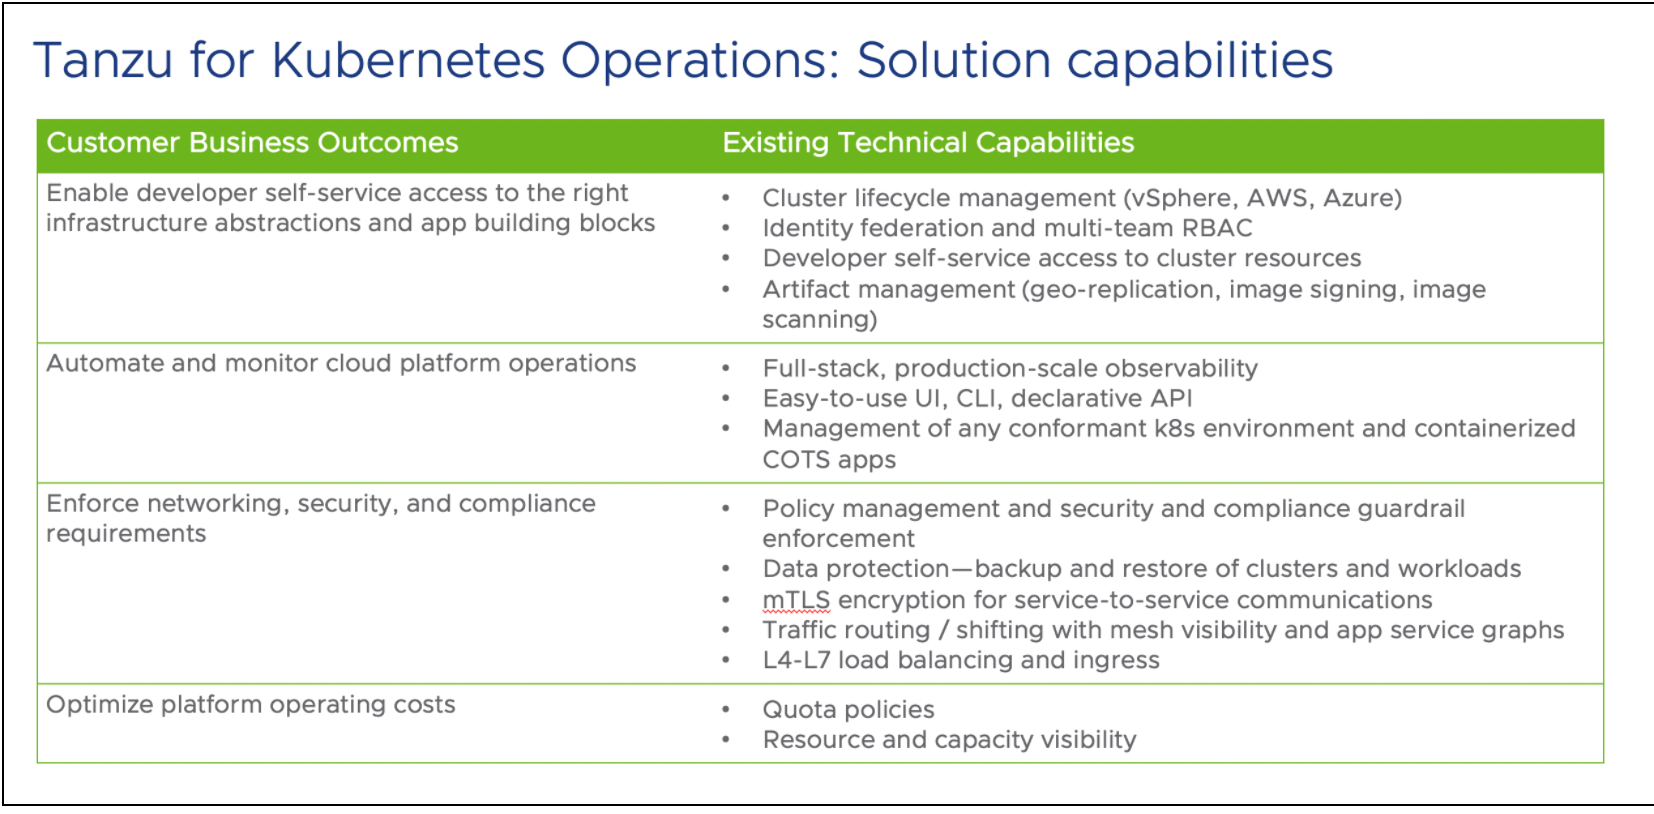 Tanzu for Kubernetes Operations: Solution capabilities
Customer Business Outcomes
Existing Technical Capabilities
Enable developer self-service access to the right
infrastructure abstractions and app building blocks
• Cluster lifecycle management (vSphere, AWS, Azure)
• Identity federation and multi-team RBAC
• Developer self-service access to cluster resources
• Artifact management (geo-replication, image signing, image
scanning)
Automate and monitor cloud platform operations
• Full-stack, production-scale observability
• Easy-to-use UI, CLI, declarative API
• Management of any conformant k8s environment and containerized
COTS apps
Enforce networking, security, and compliance
requirements
• Policy management and security and compliance guardrail
enforcement
• Data protection—backup and restore of clusters and workloads
• mTLS encryption for service-to-service communications
• Traffic routing / shifting with mesh visibility and app service graphs
• L4-L7 load balancing and ingress
Optimize platform operating costs
• Quota policies
• Resource and capacity visibility